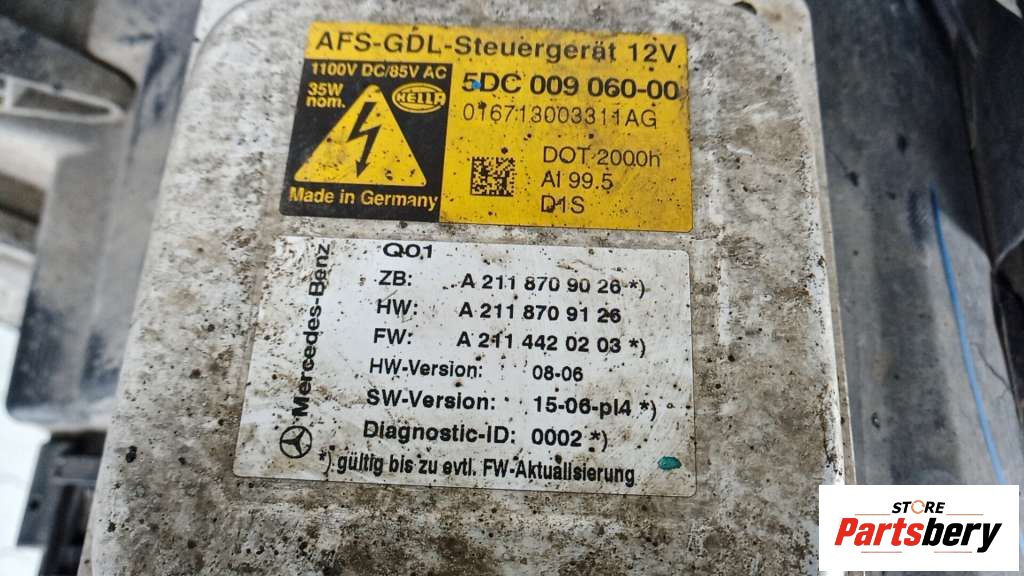 AFS-GDL-Steuergerät 12V
1100V DC/85V AC
35W
nom.
HELLA
Made in Germany
5DC 009 060-00
016713003311AG
DOT 2000h
Al 99.5
D1S
Mercedes-Benz
Q01
ZB: A 211 870 90 26 *)
HW: A 211 870 91 26
FW: A 211 442 02 03 *)
HW-Version: 08-06
SW-Version: 15-06-pl4 *)
Diagnostic-ID: 0002 *)
*) gültig bis zu evtl. FW-Aktualisierung
STORE
Partsbery